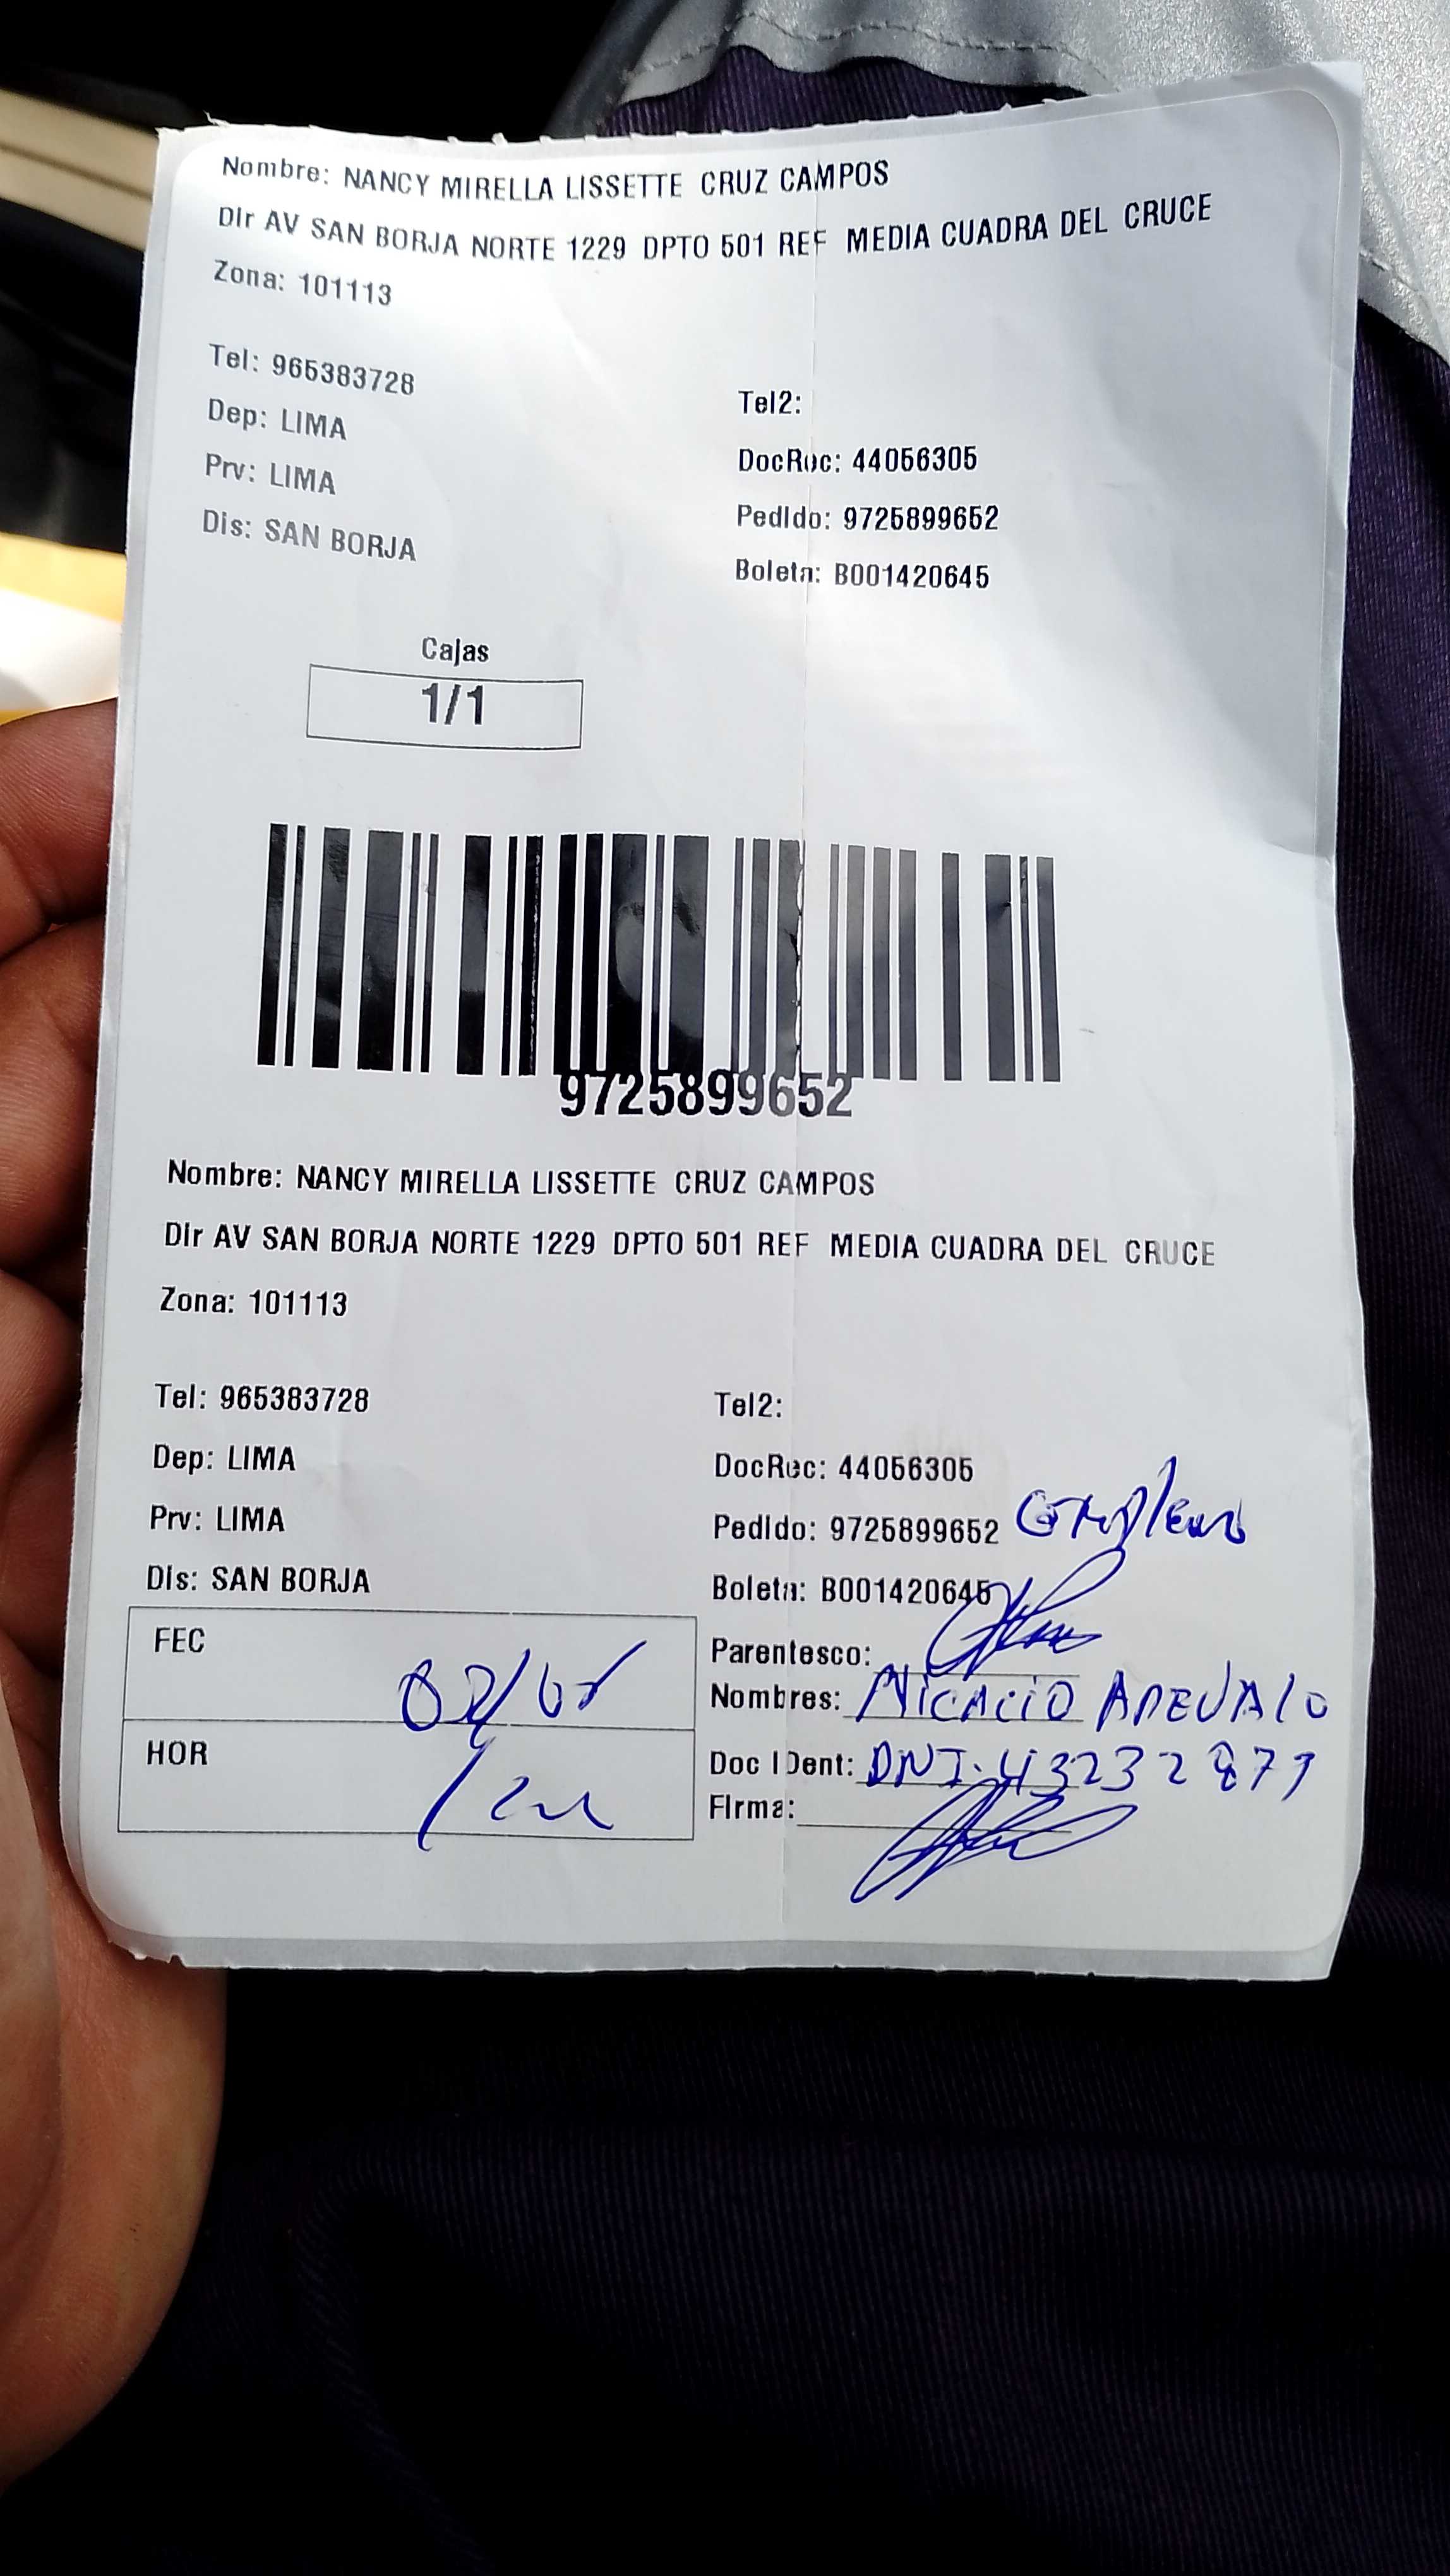 Nombre: NANCY MIRELLA LISSETTE CRUZ CAMPOS
Dir AV SAN BORJA NORTE 1229 DPTO 501 REF MEDIA CUADRA DEL CRUCE
Zona: 101113
Tel: 965383728
Tel2:
Dep: LIMA
DocRec: 44056305
Prv: LIMA
Pedido: 9725899652
Dis: SAN BORJA
Boleta: B001420645
Cajas
1/1
9725899652
Nombre: NANCY MIRELLA LISSETTE CRUZ CAMPOS
Dir AV SAN BORJA NORTE 1229 DPTO 501 REF MEDIA CUADRA DEL CRUCE
Zona: 101113
Tel: 965383728
Tel2:
Dep: LIMA
DocRec: 44056305
Prv: LIMA
Pedido: 9725899652
Dis: SAN BORJA
Boleta: B001420645
FEC
Parentesco:
Nombres: NICACIO AREVALO
HOR
Doc IDent: DNI. 43232879
Firma: